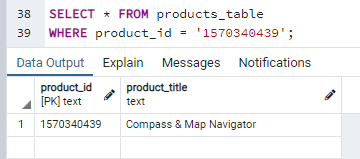 38 SELECT * FROM products_table
39 WHERE product_id = '1570340439';
Data Output Explain Messages Notifications
product_id product_title
[PK] text text
1 1570340439 Compass & Map Navigator